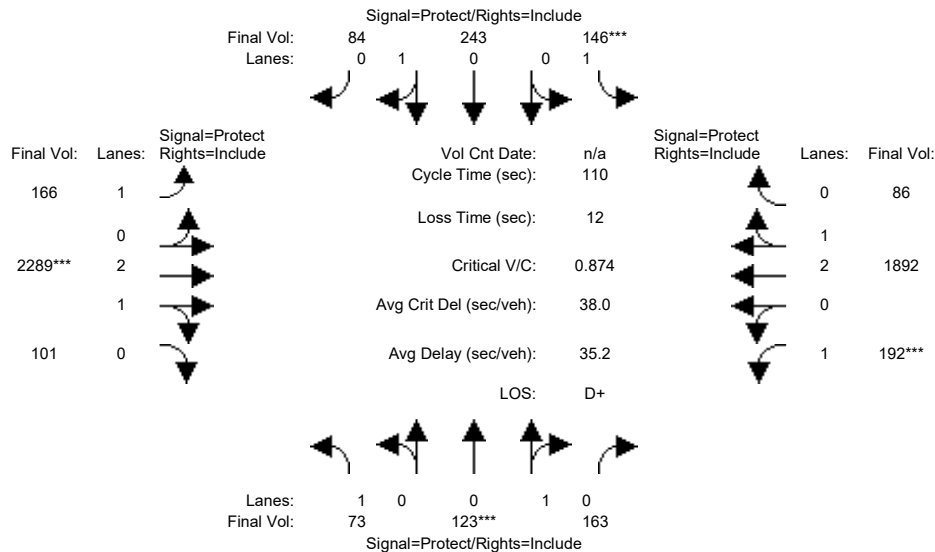 Signal=Protect/Rights=Include
Final Vol: 84 243 146***
Lanes: 0 1 0 0 1
Signal=Protect
Final Vol: Lanes: Rights=Include
Vol Cnt Date: n/a
Signal=Protect
Rights=Include Lanes: Final Vol:
Cycle Time (sec): 110
166 1
0 86
Loss Time (sec): 12
0
1
2289*** 2
Critical V/C: 0.874
2 1892
1
Avg Crit Del (sec/veh): 38.0
0
101 0
Avg Delay (sec/veh): 35.2
1 192***
LOS: D+
Lanes: 1 0 0 1 0
Final Vol: 73 123*** 163
Signal=Protect/Rights=Include